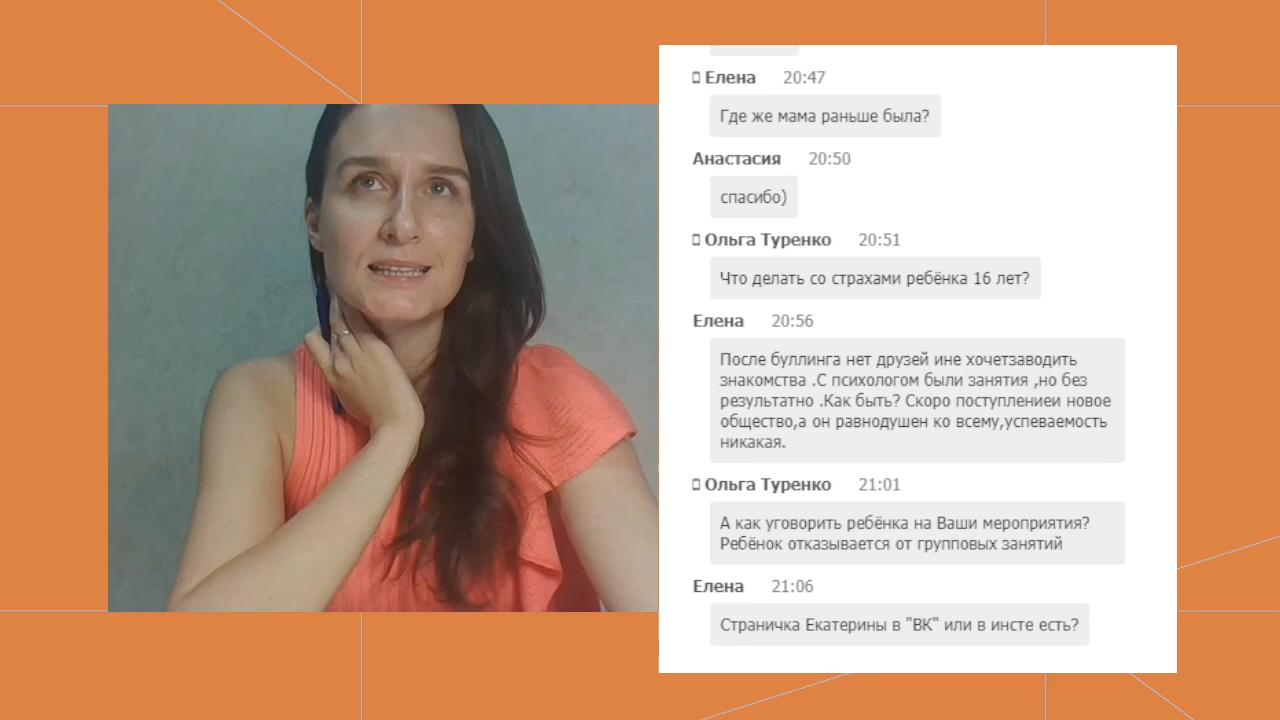 Елена 20:47
Где же мама раньше была?
Анастасия 20:50
спасибо)
Ольга Туренко 20:51
Что делать со страхами ребёнка 16 лет?
Елена 20:56
После буллинга нет друзей ине хочетзаводить
знакомства .С психологом были занятия ,но без
результатно .Как быть? Скоро поступлениеи новое
общество,а он равнодушен ко всему,успеваемость
никакая.
Ольга Туренко 21:01
А как уговорить ребёнка на Ваши мероприятия?
Ребёнок отказывается от групповых занятий
Елена 21:06
Страничка Екатерины в "ВК" или в инсте есть?